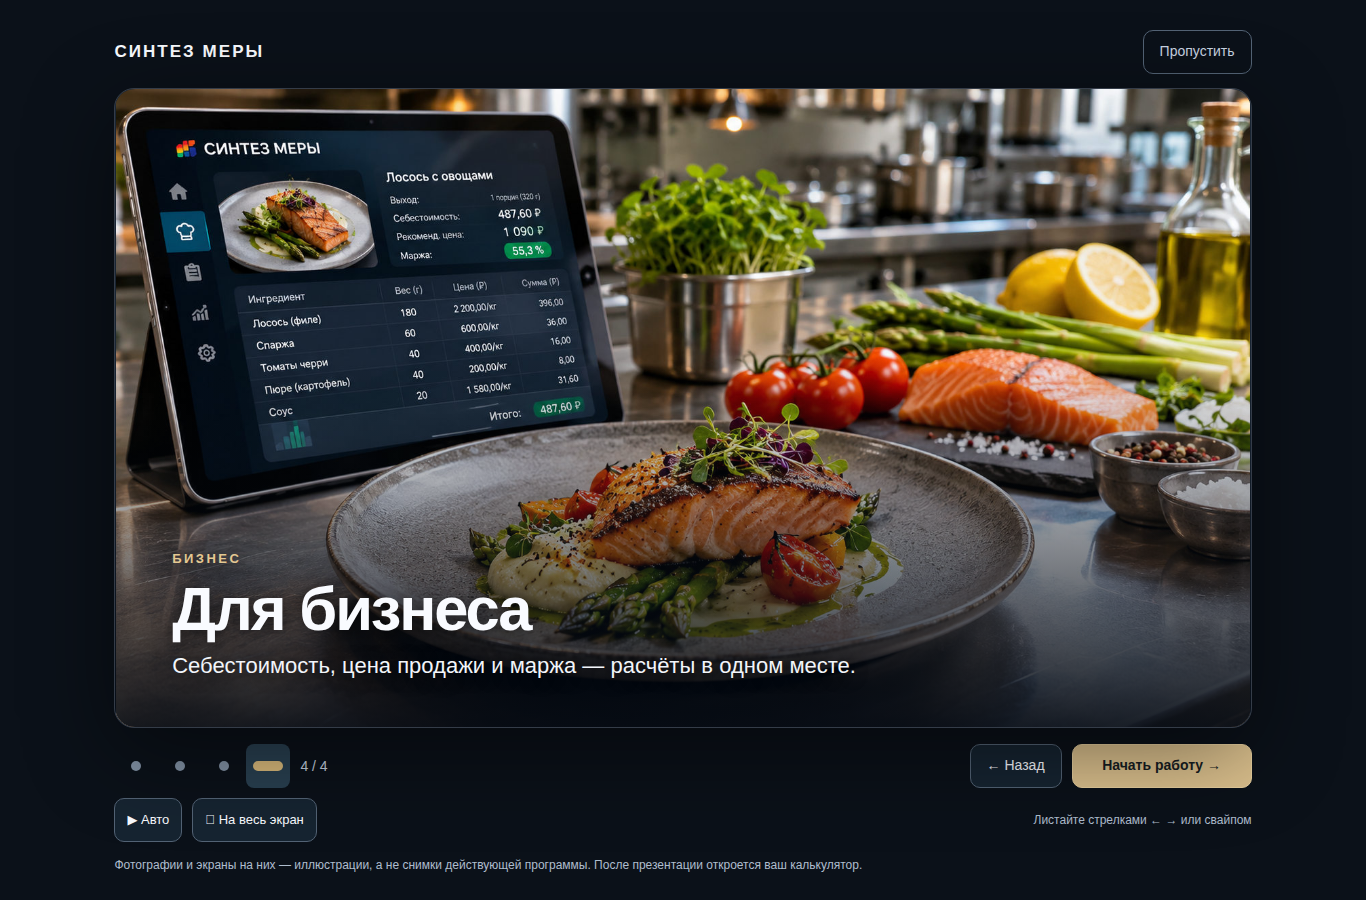 СИНТЕЗ МЕРЫ
Пропустить
СИНТЕЗ МЕРЫ
Лосось с овощами
Выход: 1 порция (320 г)
Себестоимость: 487,60 ₽
Рекоменд. цена: 1 090 ₽
Маржа: 55,3 %
Ингредиент Вес (г) Цена (₽) Сумма (₽)
Лосось (филе) 180 2 200,00/кг 396,00
Спаржа 60 600,00/кг 36,00
Томаты черри 40 400,00/кг 16,00
Пюре (картофель) 40 200,00/кг 8,00
Соус 20 1 580,00/кг 31,60
Итого: 487,60 ₽
БИЗНЕС
Для бизнеса
Себестоимость, цена продажи и маржа — расчёты в одном месте.
4 / 4
← Назад
Начать работу →
▶ Авто
На весь экран
Листайте стрелками ← → или свайпом
Фотографии и экраны на них — иллюстрации, а не снимки действующей программы. После презентации откроется ваш калькулятор.